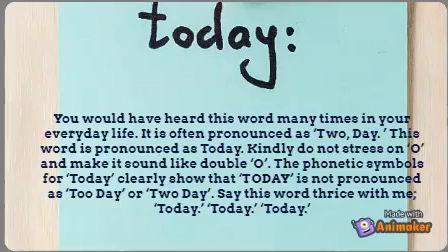 today:
You would have heard this word many times in your
everyday life. It is often pronounced as ‘Two, Day. ’ This
word is pronounced as Today. Kindly do not stress on ‘O’
and make it sound like double ‘O’. The phonetic symbols
for ‘Today’ clearly show that ‘TODAY’ is not pronounced
as ‘Too Day’ or ‘Two Day’. Say this word thrice with me;
‘Today.’ ‘Today.’ ‘Today.’
Made with
Animaker